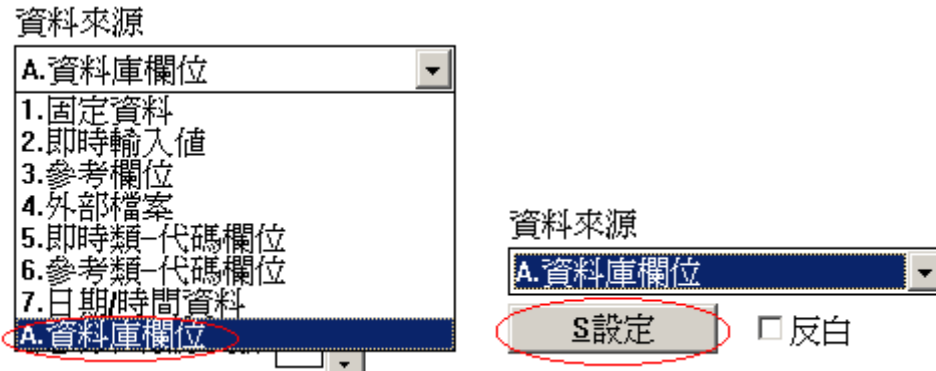 資料來源
A.資料庫欄位
1.固定資料
2.即時輸入值
3.參考欄位
4.外部檔案
5.即時類-代碼欄位
6.參考類-代碼欄位
7.日期/時間資料
A.資料庫欄位
資料來源
A.資料庫欄位
S設定
反白